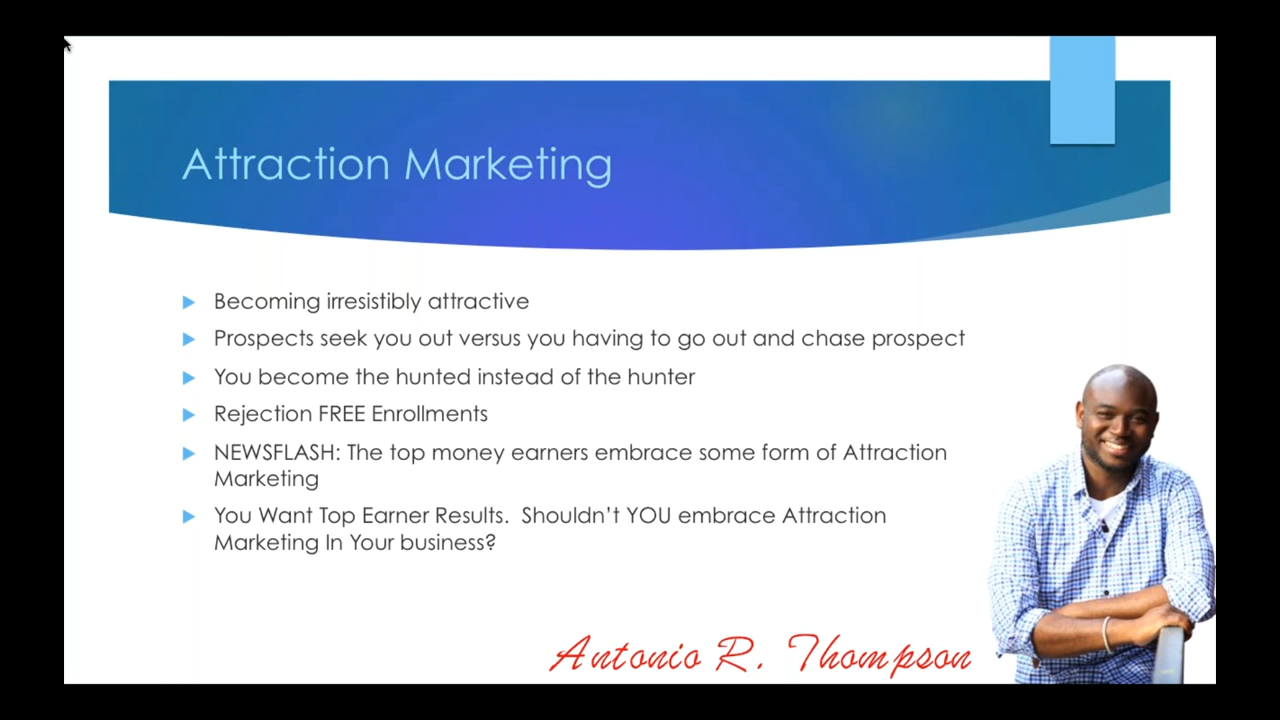 Attraction Marketing
Becoming irresistibly attractive
Prospects seek you out versus you having to go out and chase prospect
You become the hunted instead of the hunter
Rejection FREE Enrollments
NEWSFLASH: The top money earners embrace some form of Attraction
Marketing
You Want Top Earner Results.  Shouldn’t YOU embrace Attraction
Marketing In Your business?
Antonio R. Thompson